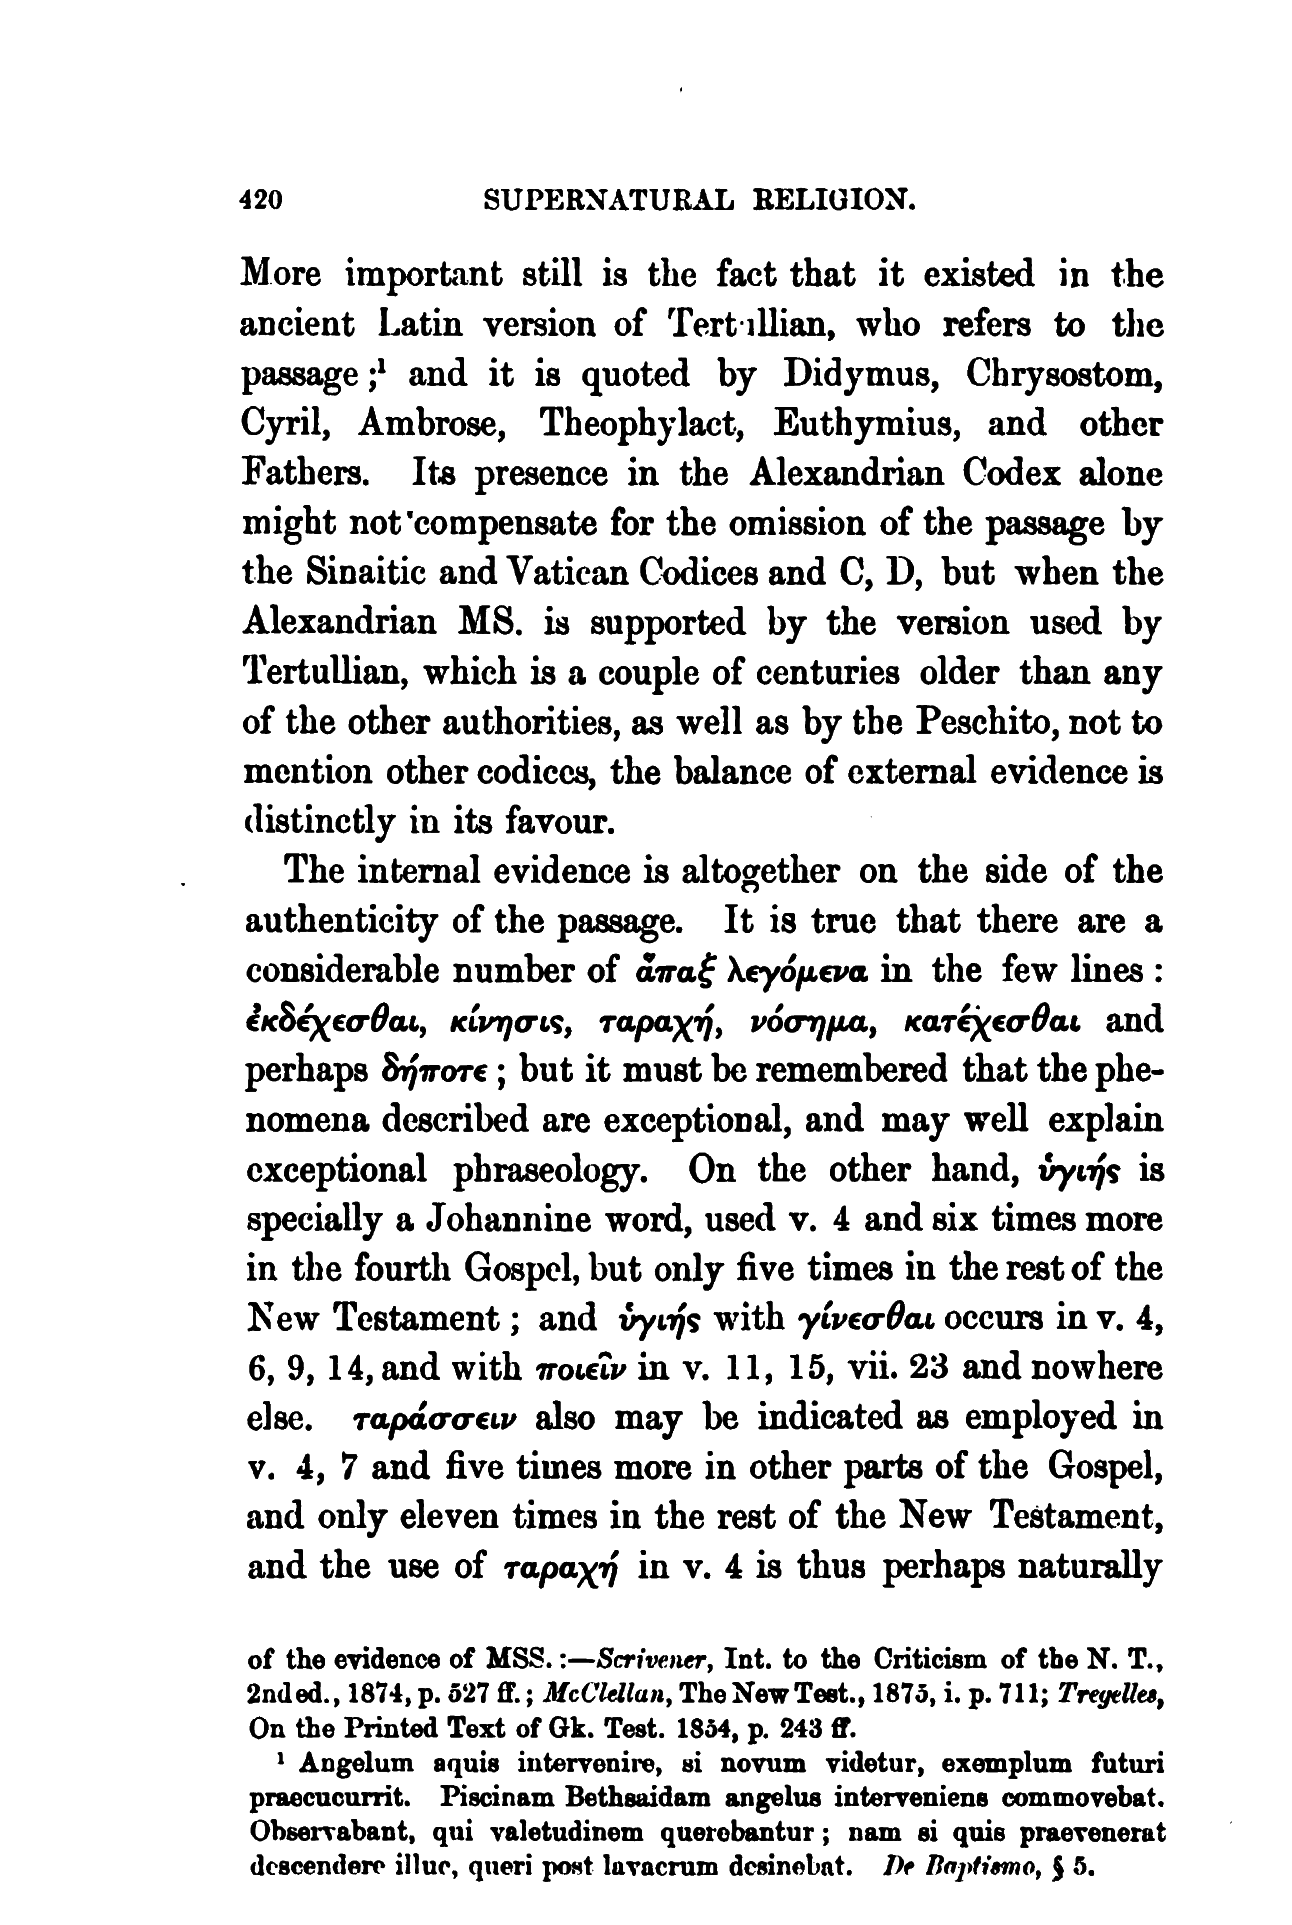 420 SUPERNATURAL RELIGION.
More important still is the fact that it existed in the
ancient Latin version of Tertullian, who refers to the
passage;¹ and it is quoted by Didymus, Chrysostom,
Cyril, Ambrose, Theophylact, Euthymius, and other
Fathers. Its presence in the Alexandrian Codex alone
might not compensate for the omission of the passage by
the Sinaitic and Vatican Codices and C, D, but when the
Alexandrian MS. is supported by the version used by
Tertullian, which is a couple of centuries older than any
of the other authorities, as well as by the Peschito, not to
mention other codices, the balance of external evidence is
distinctly in its favour.
The internal evidence is altogether on the side of the
authenticity of the passage. It is true that there are a
considerable number of ἅπαξ λεγόμενα in the few lines :
ἐκδέχεσθαι, κίνησις, ταραχή, νόσημα, κατέχεσθαι and
perhaps δήποτε ; but it must be remembered that the phe-
nomena described are exceptional, and may well explain
exceptional phraseology. On the other hand, ὑγιής is
specially a Johannine word, used v. 4 and six times more
in the fourth Gospel, but only five times in the rest of the
New Testament ; and ὑγιής with γίνεσθαι occurs in v. 4,
6, 9, 14, and with ποιεῖν in v. 11, 15, vii. 23 and nowhere
else. ταράσσειν also may be indicated as employed in
v. 4, 7 and five times more in other parts of the Gospel,
and only eleven times in the rest of the New Testament,
and the use of ταραχή in v. 4 is thus perhaps naturally
of the evidence of MSS. :—Scrivener, Int. to the Criticism of the N. T.,
2nd ed., 1874, p. 527 ff. ; McClellan, The New Test., 1875, i. p. 711; Tregelles,
On the Printed Text of Gk. Test. 1854, p. 243 ff.
¹ Angelum aquis intervenire, si novum videtur, exemplum futuri
praecucurrit. Piscinam Bethsaidam angelus interveniens commovebat.
Observabant, qui valetudinem querebantur ; nam si quis praevenerat
descendere illuc, queri post lavacrum desinebat. De Baptismo, § 5.